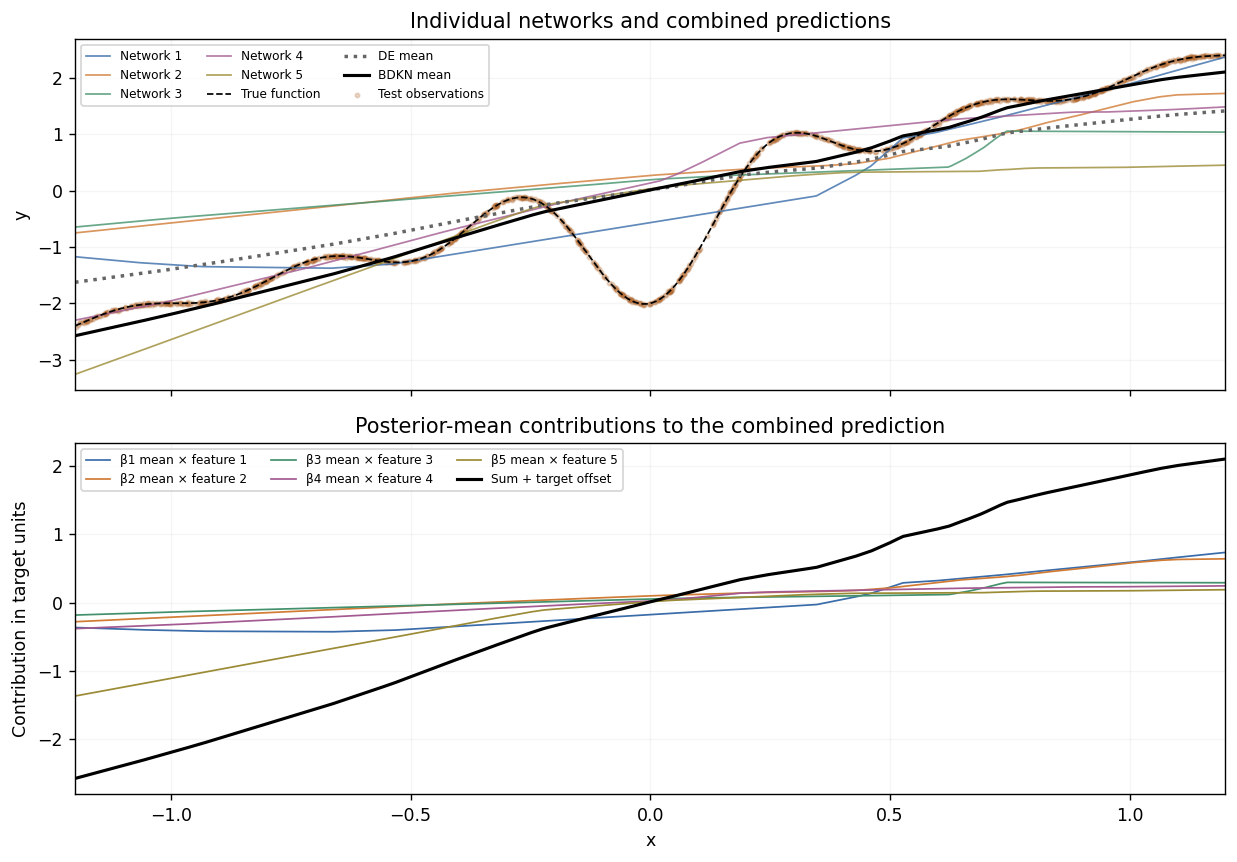 Individual networks and combined predictions
Network 1 Network 4 DE mean
Network 2 Network 5 BDKN mean
Network 3 True function Test observations
2
1
0
−1
−2
−3
y
Posterior-mean contributions to the combined prediction
β1 mean × feature 1 β3 mean × feature 3 β5 mean × feature 5
β2 mean × feature 2 β4 mean × feature 4 Sum + target offset
2
1
0
−1
−2
Contribution in target units
−1.0 −0.5 0.0 0.5 1.0
x